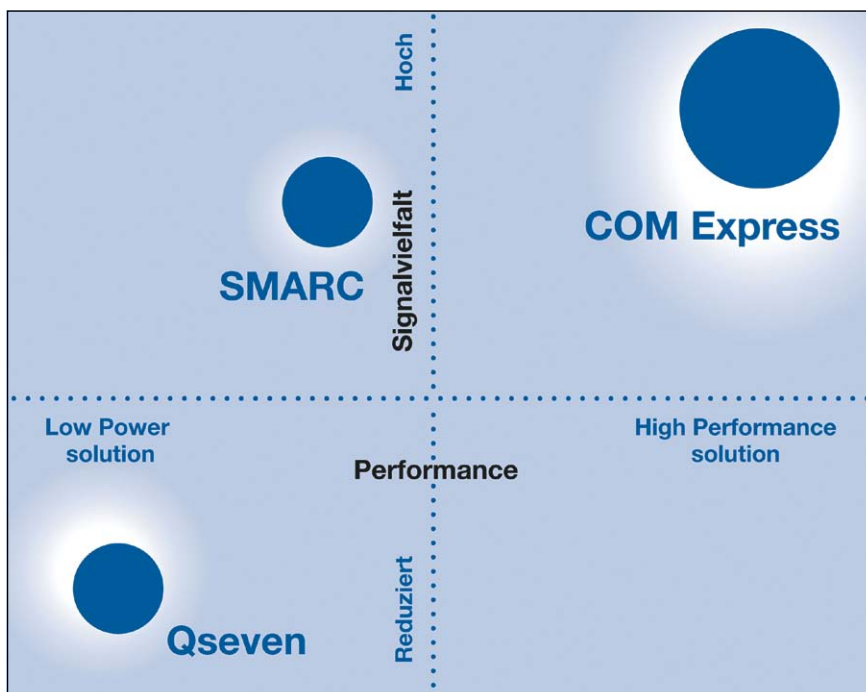 Hoch
Signalvielfalt
COM Express
SMARC
Low Power
solution
High Performance
solution
Performance
Reduziert
Qseven